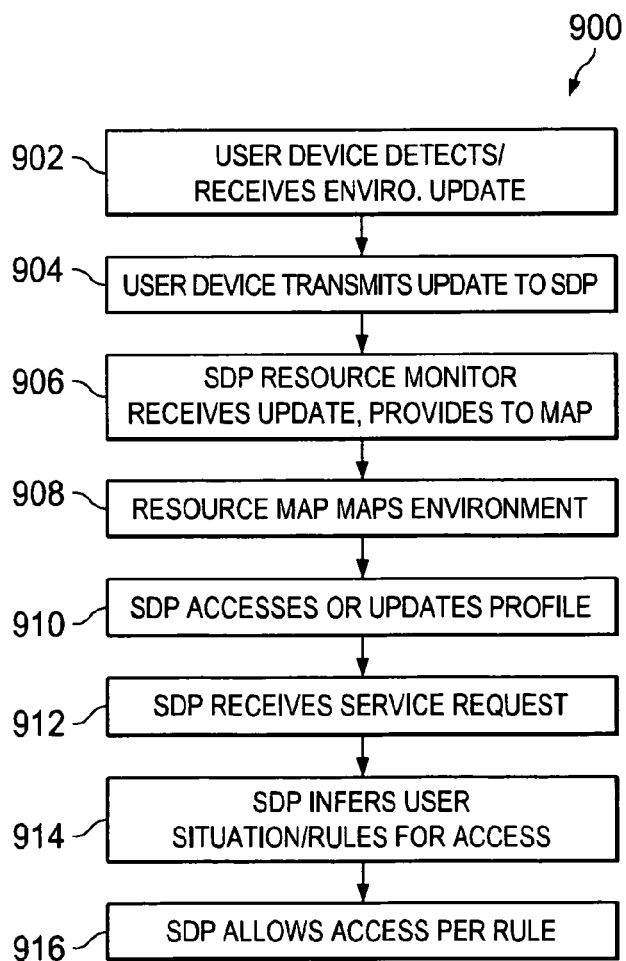 900
902
USER DEVICE DETECTS/
RECEIVES ENVIRO. UPDATE
904
USER DEVICE TRANSMITS UPDATE TO SDP
906
SDP RESOURCE MONITOR
RECEIVES UPDATE, PROVIDES TO MAP
908
RESOURCE MAP MAPS ENVIRONMENT
910
SDP ACCESSES OR UPDATES PROFILE
912
SDP RECEIVES SERVICE REQUEST
914
SDP INFERS USER
SITUATION/RULES FOR ACCESS
916
SDP ALLOWS ACCESS PER RULE